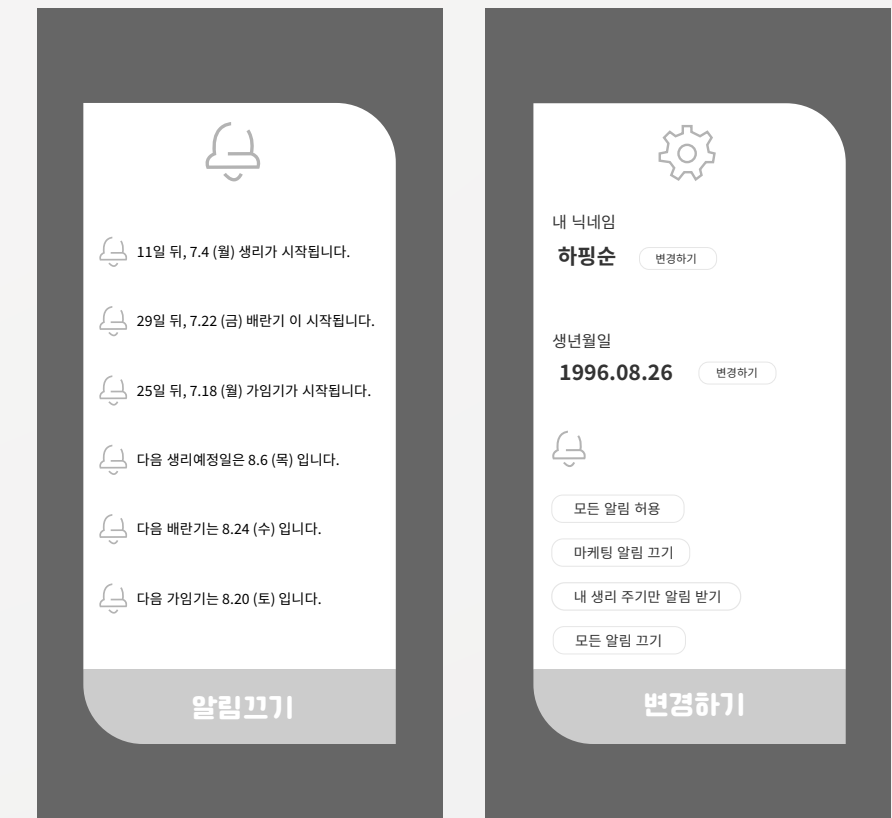 11일 뒤, 7.4 (월) 생리가 시작됩니다.
29일 뒤, 7.22 (금) 배란기 이 시작됩니다.
25일 뒤, 7.18 (월) 가임기가 시작됩니다.
다음 생리예정일은 8.6 (목) 입니다.
다음 배란기는 8.24 (수) 입니다.
다음 가임기는 8.20 (토) 입니다.
알림끄기
내 닉네임
하핑순 변경하기
생년월일
1996.08.26 변경하기
모든 알림 허용
마케팅 알림 끄기
내 생리 주기만 알림 받기
모든 알림 끄기
변경하기